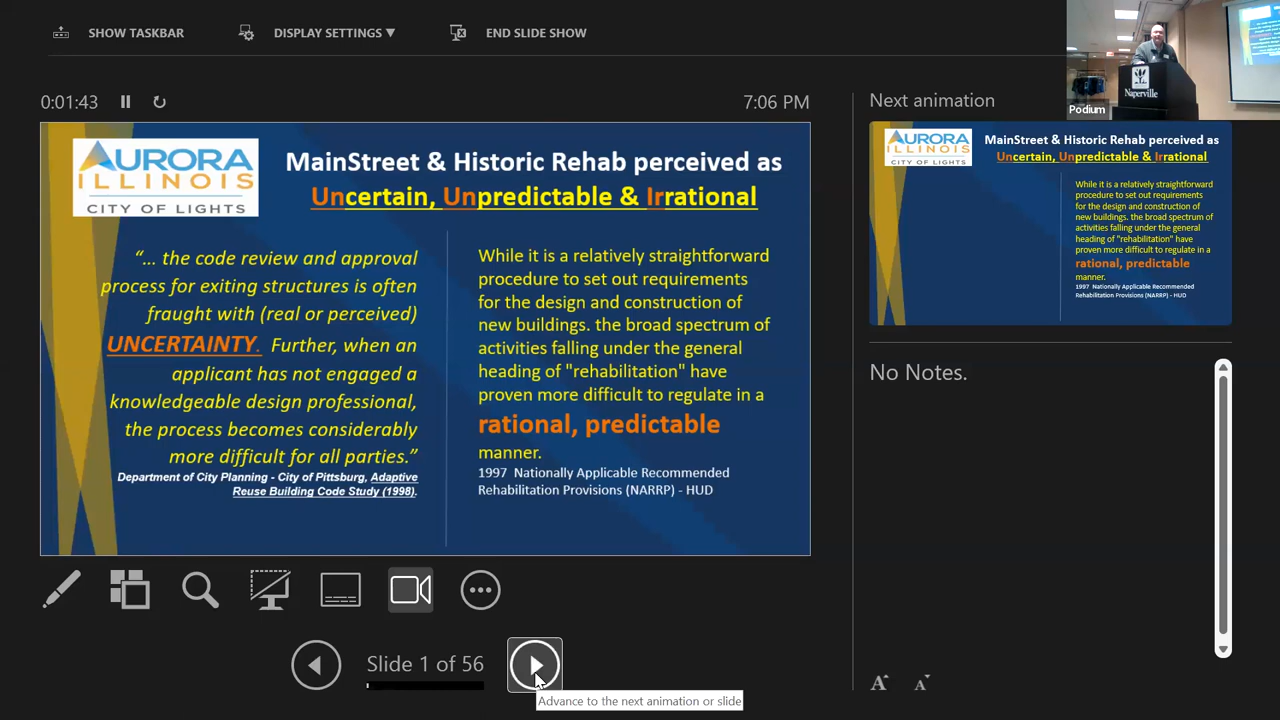 SHOW TASKBAR
DISPLAY SETTINGS ▼
END SLIDE SHOW
0:01:43
7:06 PM
AURORA
ILLINOIS
CITY OF LIGHTS
MainStreet & Historic Rehab perceived as
Uncertain, Unpredictable & Irrational
“... the code review and approval
process for exiting structures is often
fraught with (real or perceived)
UNCERTAINTY. Further, when an
applicant has not engaged a
knowledgeable design professional,
the process becomes considerably
more difficult for all parties.”
Department of City Planning - City of Pittsburg, Adaptive
Reuse Building Code Study (1998).
While it is a relatively straightforward
procedure to set out requirements
for the design and construction of
new buildings. the broad spectrum of
activities falling under the general
heading of "rehabilitation" have
proven more difficult to regulate in a
rational, predictable
manner.
1997 Nationally Applicable Recommended
Rehabilitation Provisions (NARRP) - HUD
Slide 1 of 56
Advance to the next animation or slide
Next animation
AURORA
ILLINOIS
CITY OF LIGHTS
MainStreet & Historic Rehab perceived as
Uncertain, Unpredictable & Irrational
While it is a relatively straightforward
procedure to set out requirements
for the design and construction of
new buildings. the broad spectrum of
activities falling under the general
heading of "rehabilitation" have
proven more difficult to regulate in a
rational, predictable
manner.
1997 Nationally Applicable Recommended
Rehabilitation Provisions (NARRP) - HUD
No Notes.
A
A
Naperville
Podium